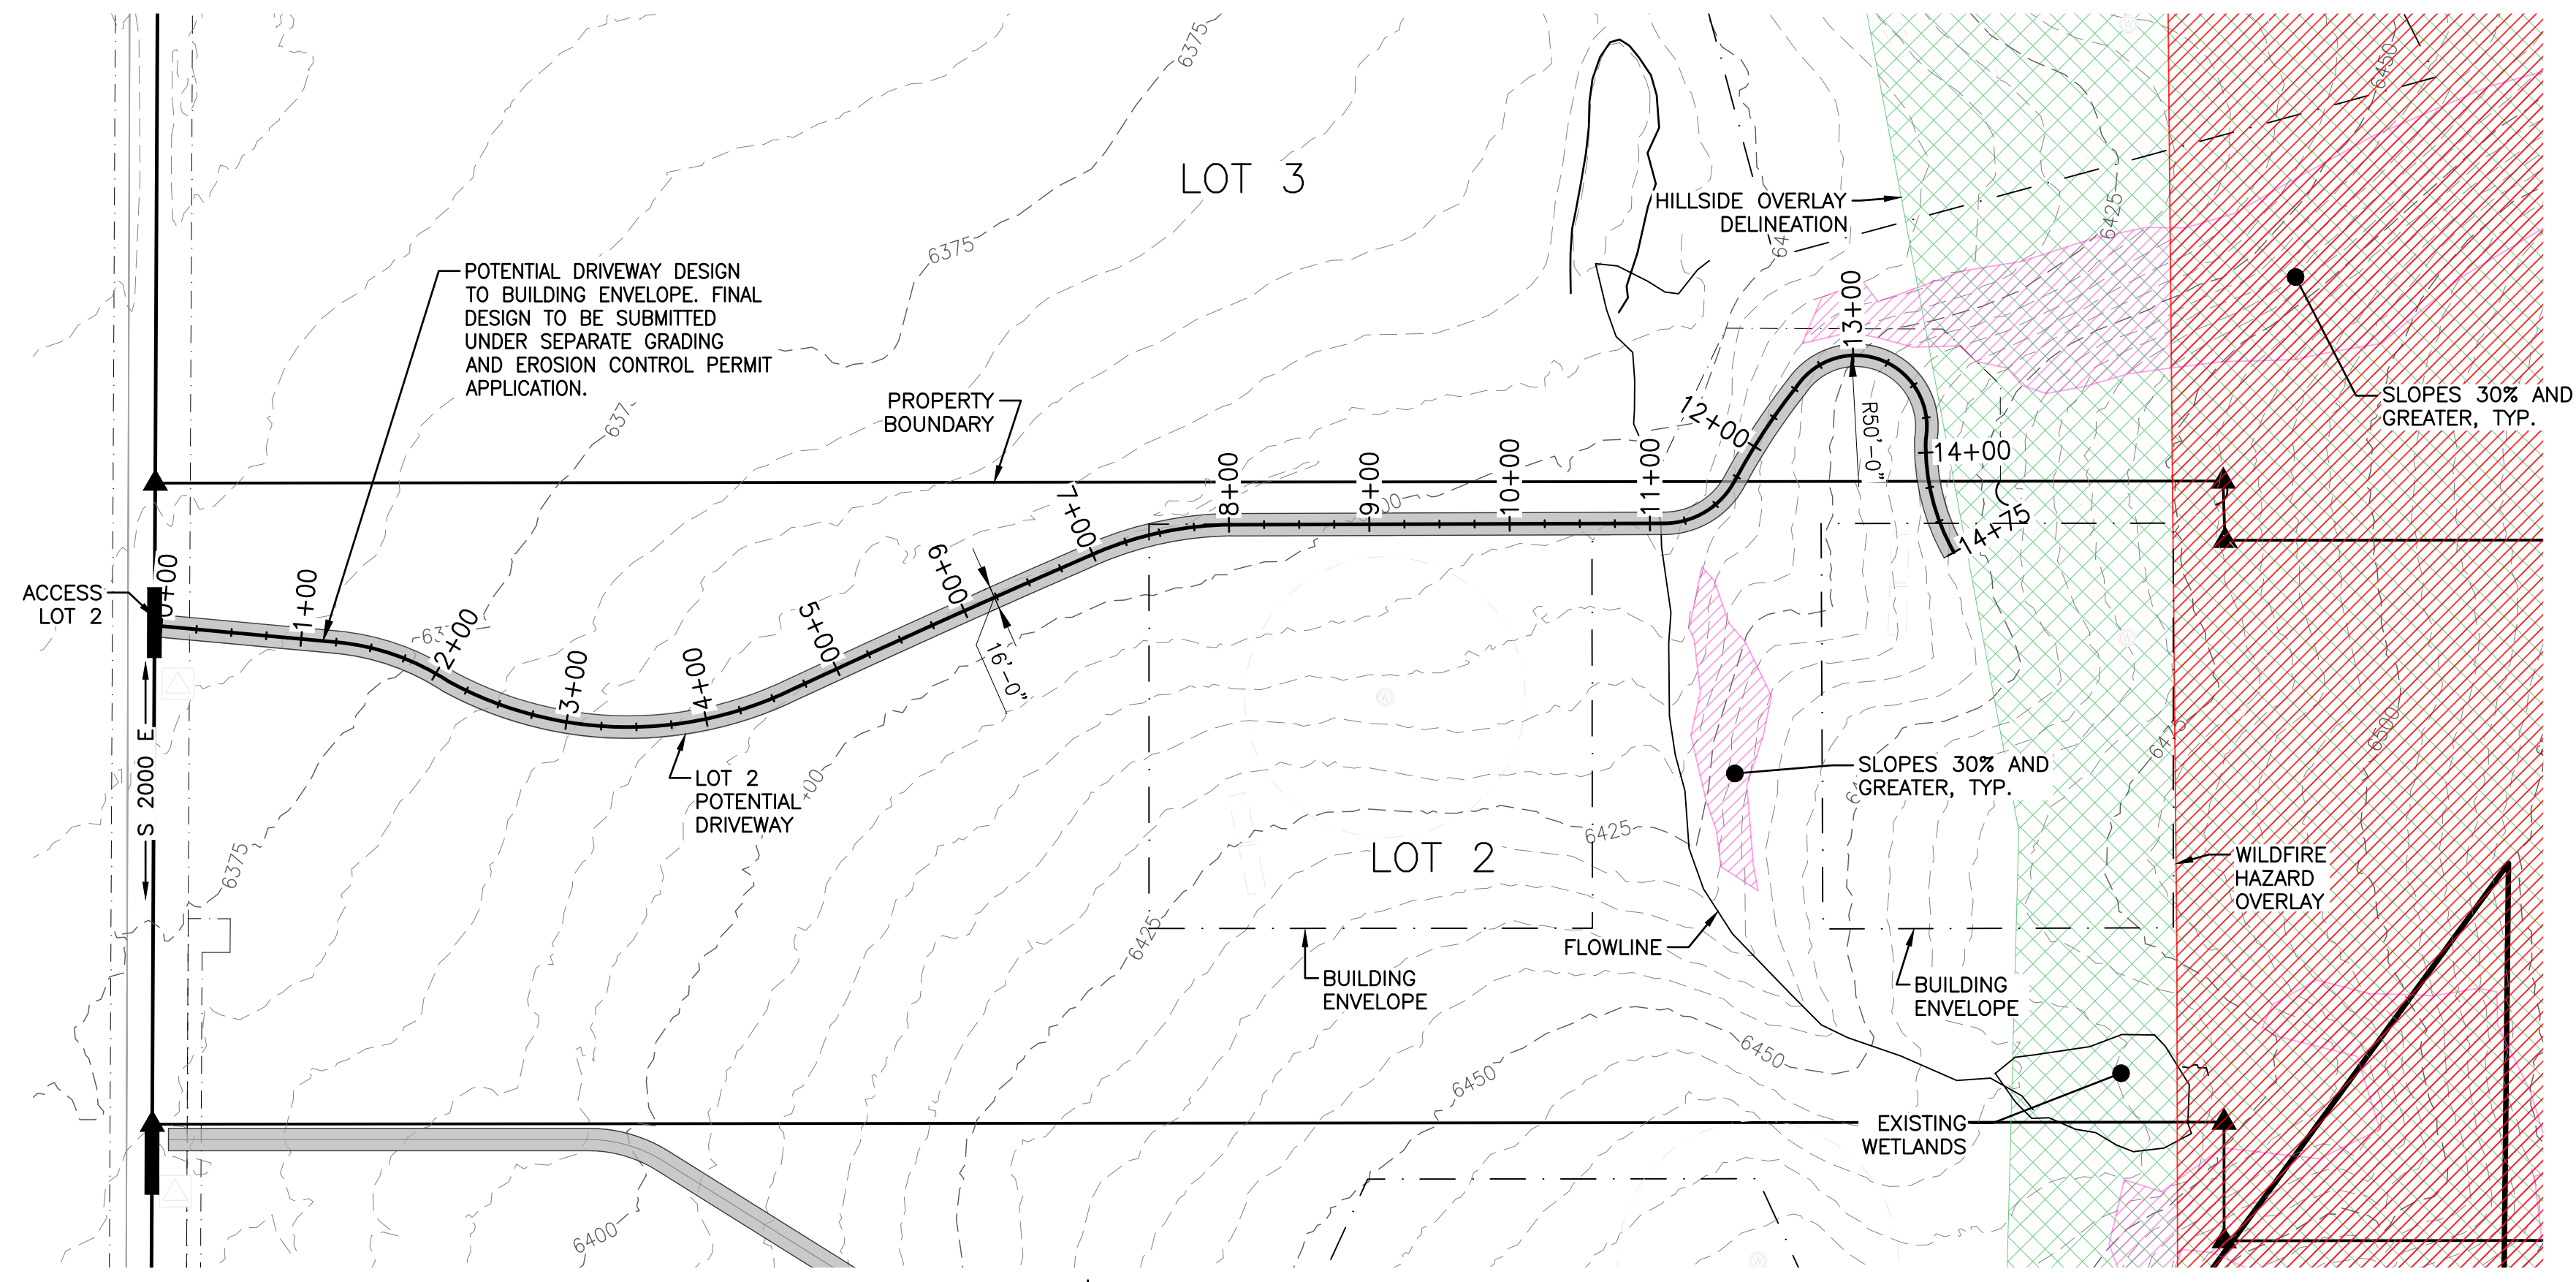 6375
6450
LOT 3
HILLSIDE OVERLAY
DELINEATION
6425
6375
POTENTIAL DRIVEWAY DESIGN
TO BUILDING ENVELOPE. FINAL
DESIGN TO BE SUBMITTED
UNDER SEPARATE GRADING
AND EROSION CONTROL PERMIT
APPLICATION.
PROPERTY
BOUNDARY
SLOPES 30% AND
GREATER, TYP.
ACCESS
LOT 2
0+00
1+00
2+00
3+00
4+00
5+00
6+00
7+00
8+00
9+00
10+00
11+00
12+00
13+00
14+00
14+75
R50'-0"
16'-0"
S 2000 E
LOT 2
POTENTIAL
DRIVEWAY
SLOPES 30% AND
GREATER, TYP.
6475
6500
6375
6425
LOT 2
WILDFIRE
HAZARD
OVERLAY
6425
FLOWLINE
BUILDING
ENVELOPE
BUILDING
ENVELOPE
6450
6450
EXISTING
WETLANDS
6400